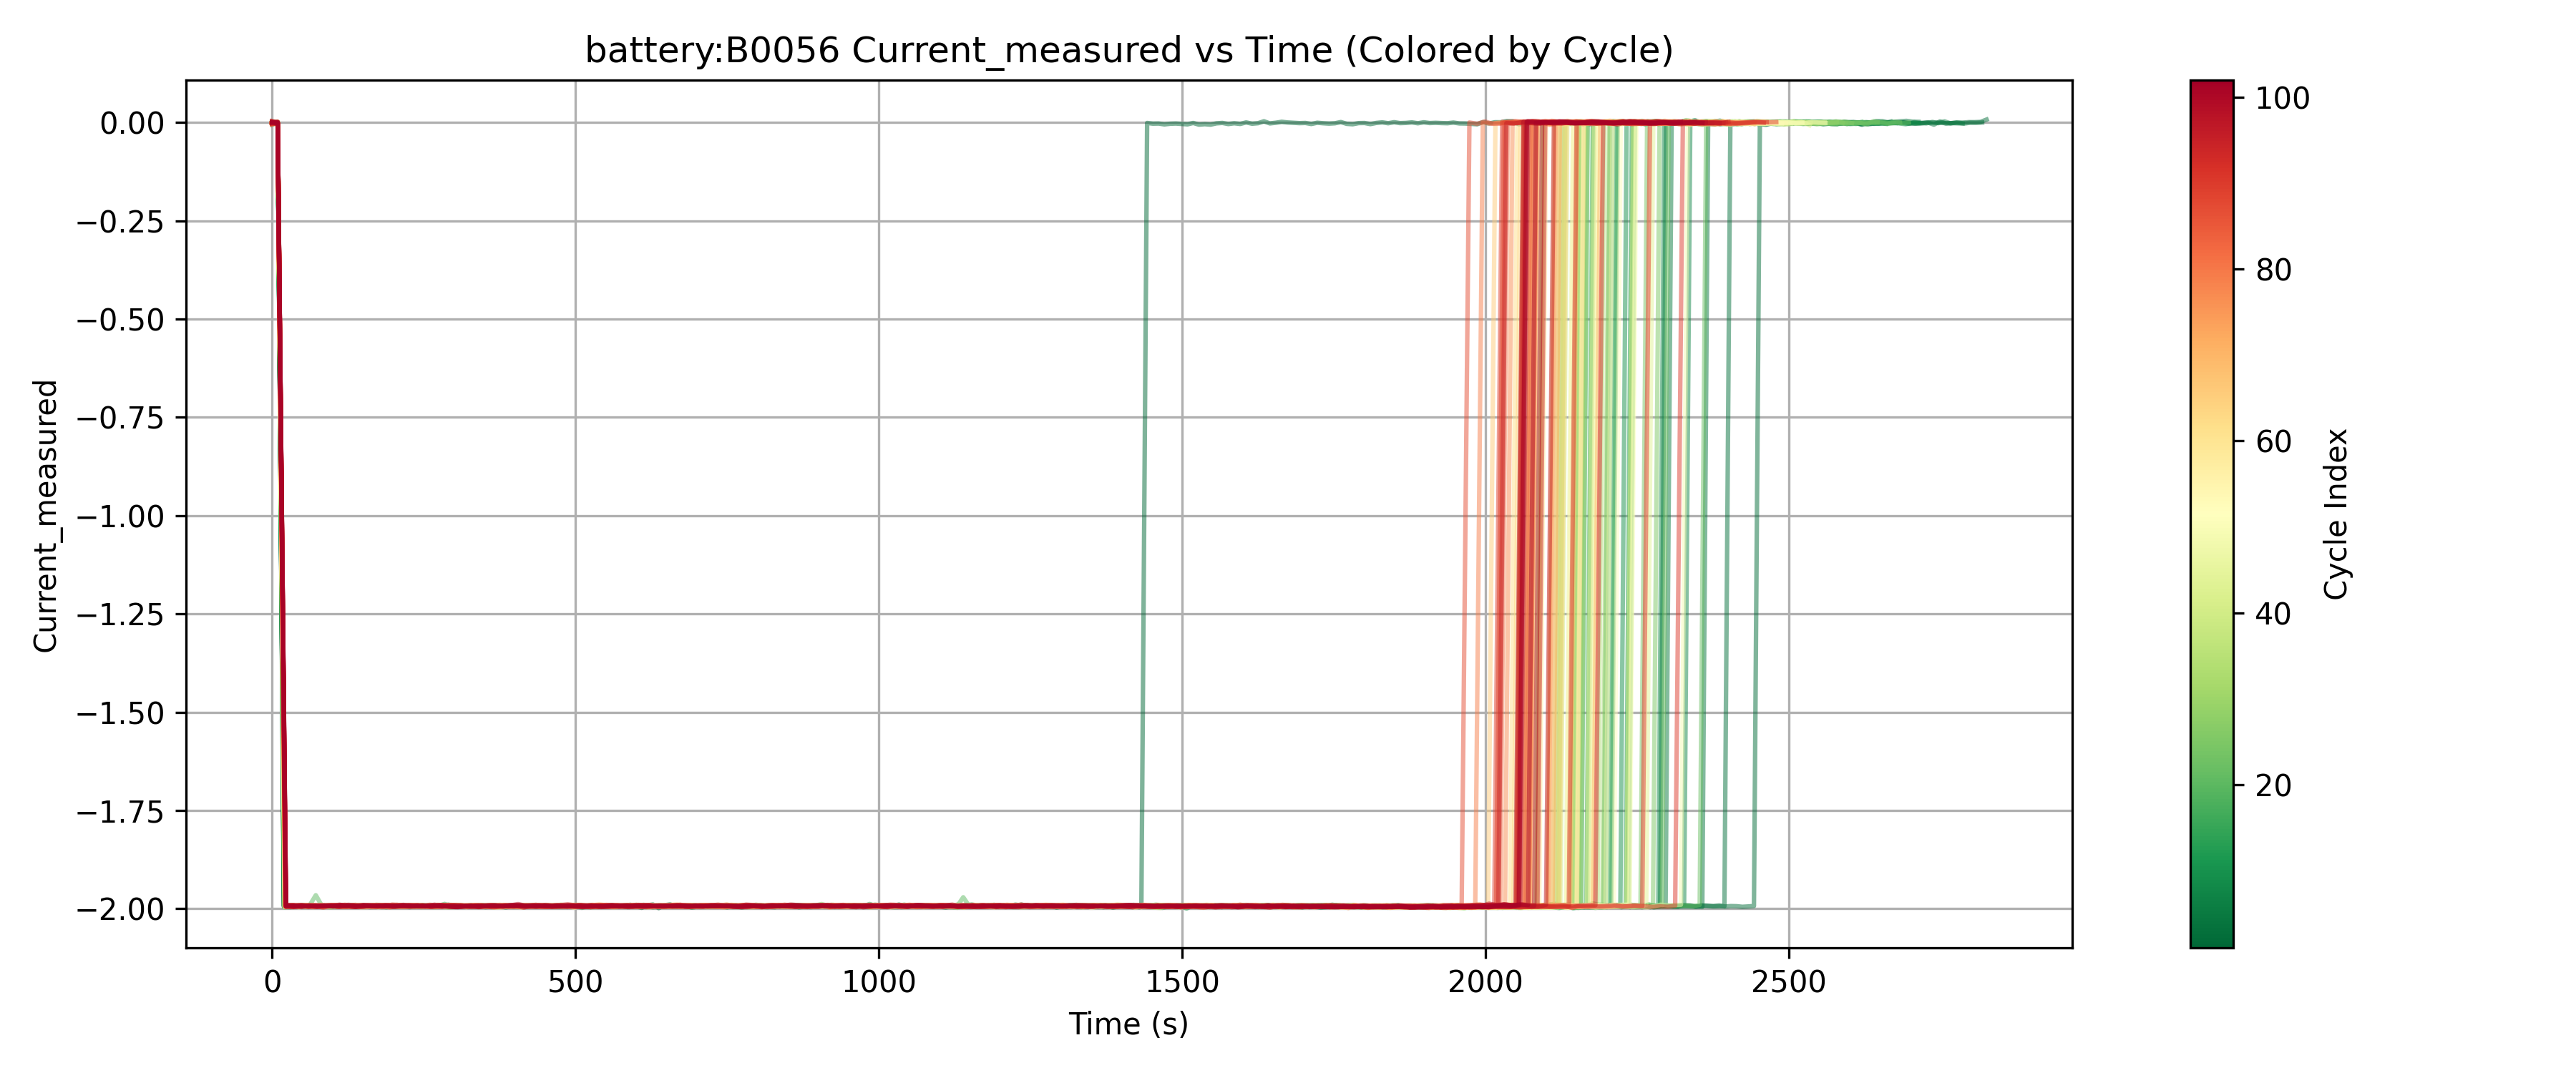 battery:B0056 Current_measured vs Time (Colored by Cycle)
Current_measured
0.00
−0.25
−0.50
−0.75
−1.00
−1.25
−1.50
−1.75
−2.00
0 500 1000 1500 2000 2500
Time (s)
100
80
60
40
20
Cycle Index